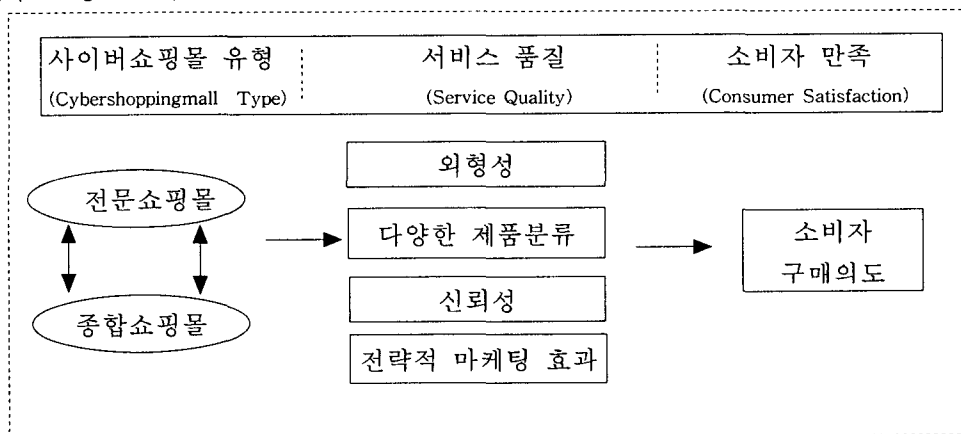 사이버쇼핑몰 유형
(Cybershoppingmall Type)
서비스 품질
(Service Quality)
소비자 만족
(Consumer Satisfaction)
전문쇼핑몰
종합쇼핑몰
외형성
다양한 제품분류
신뢰성
전략적 마케팅 효과
소비자
구매의도